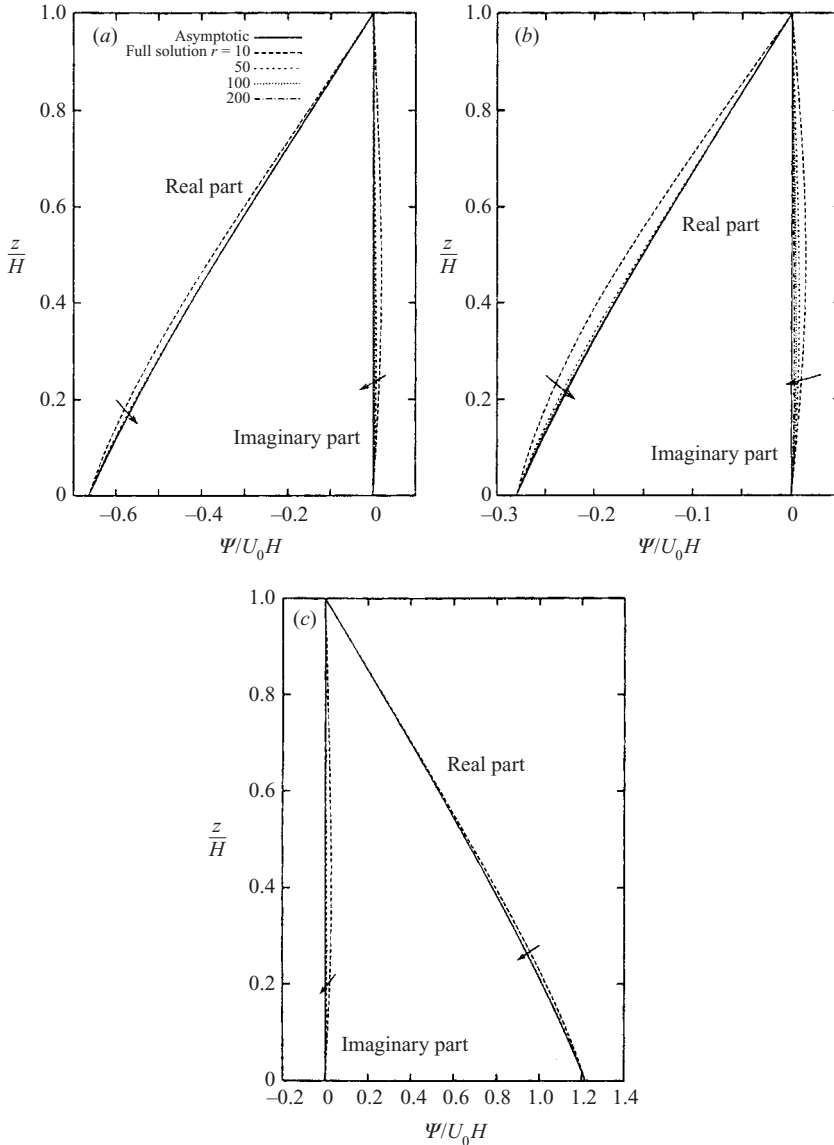 (a)
Asymptotic
Full solution r = 10
50
100
200
Real part
Imaginary part
z
H
1.0
0.8
0.6
0.4
0.2
0
−0.6
−0.4
−0.2
0
Ψ/U₀H
(b)
Real part
Imaginary part
z
H
1.0
0.8
0.6
0.4
0.2
0
−0.3
−0.2
−0.1
0
Ψ/U₀H
(c)
Real part
Imaginary part
z
H
1.0
0.8
0.6
0.4
0.2
0
−0.2
0
0.2
0.4
0.6
0.8
1.0
1.2
1.4
Ψ/U₀H